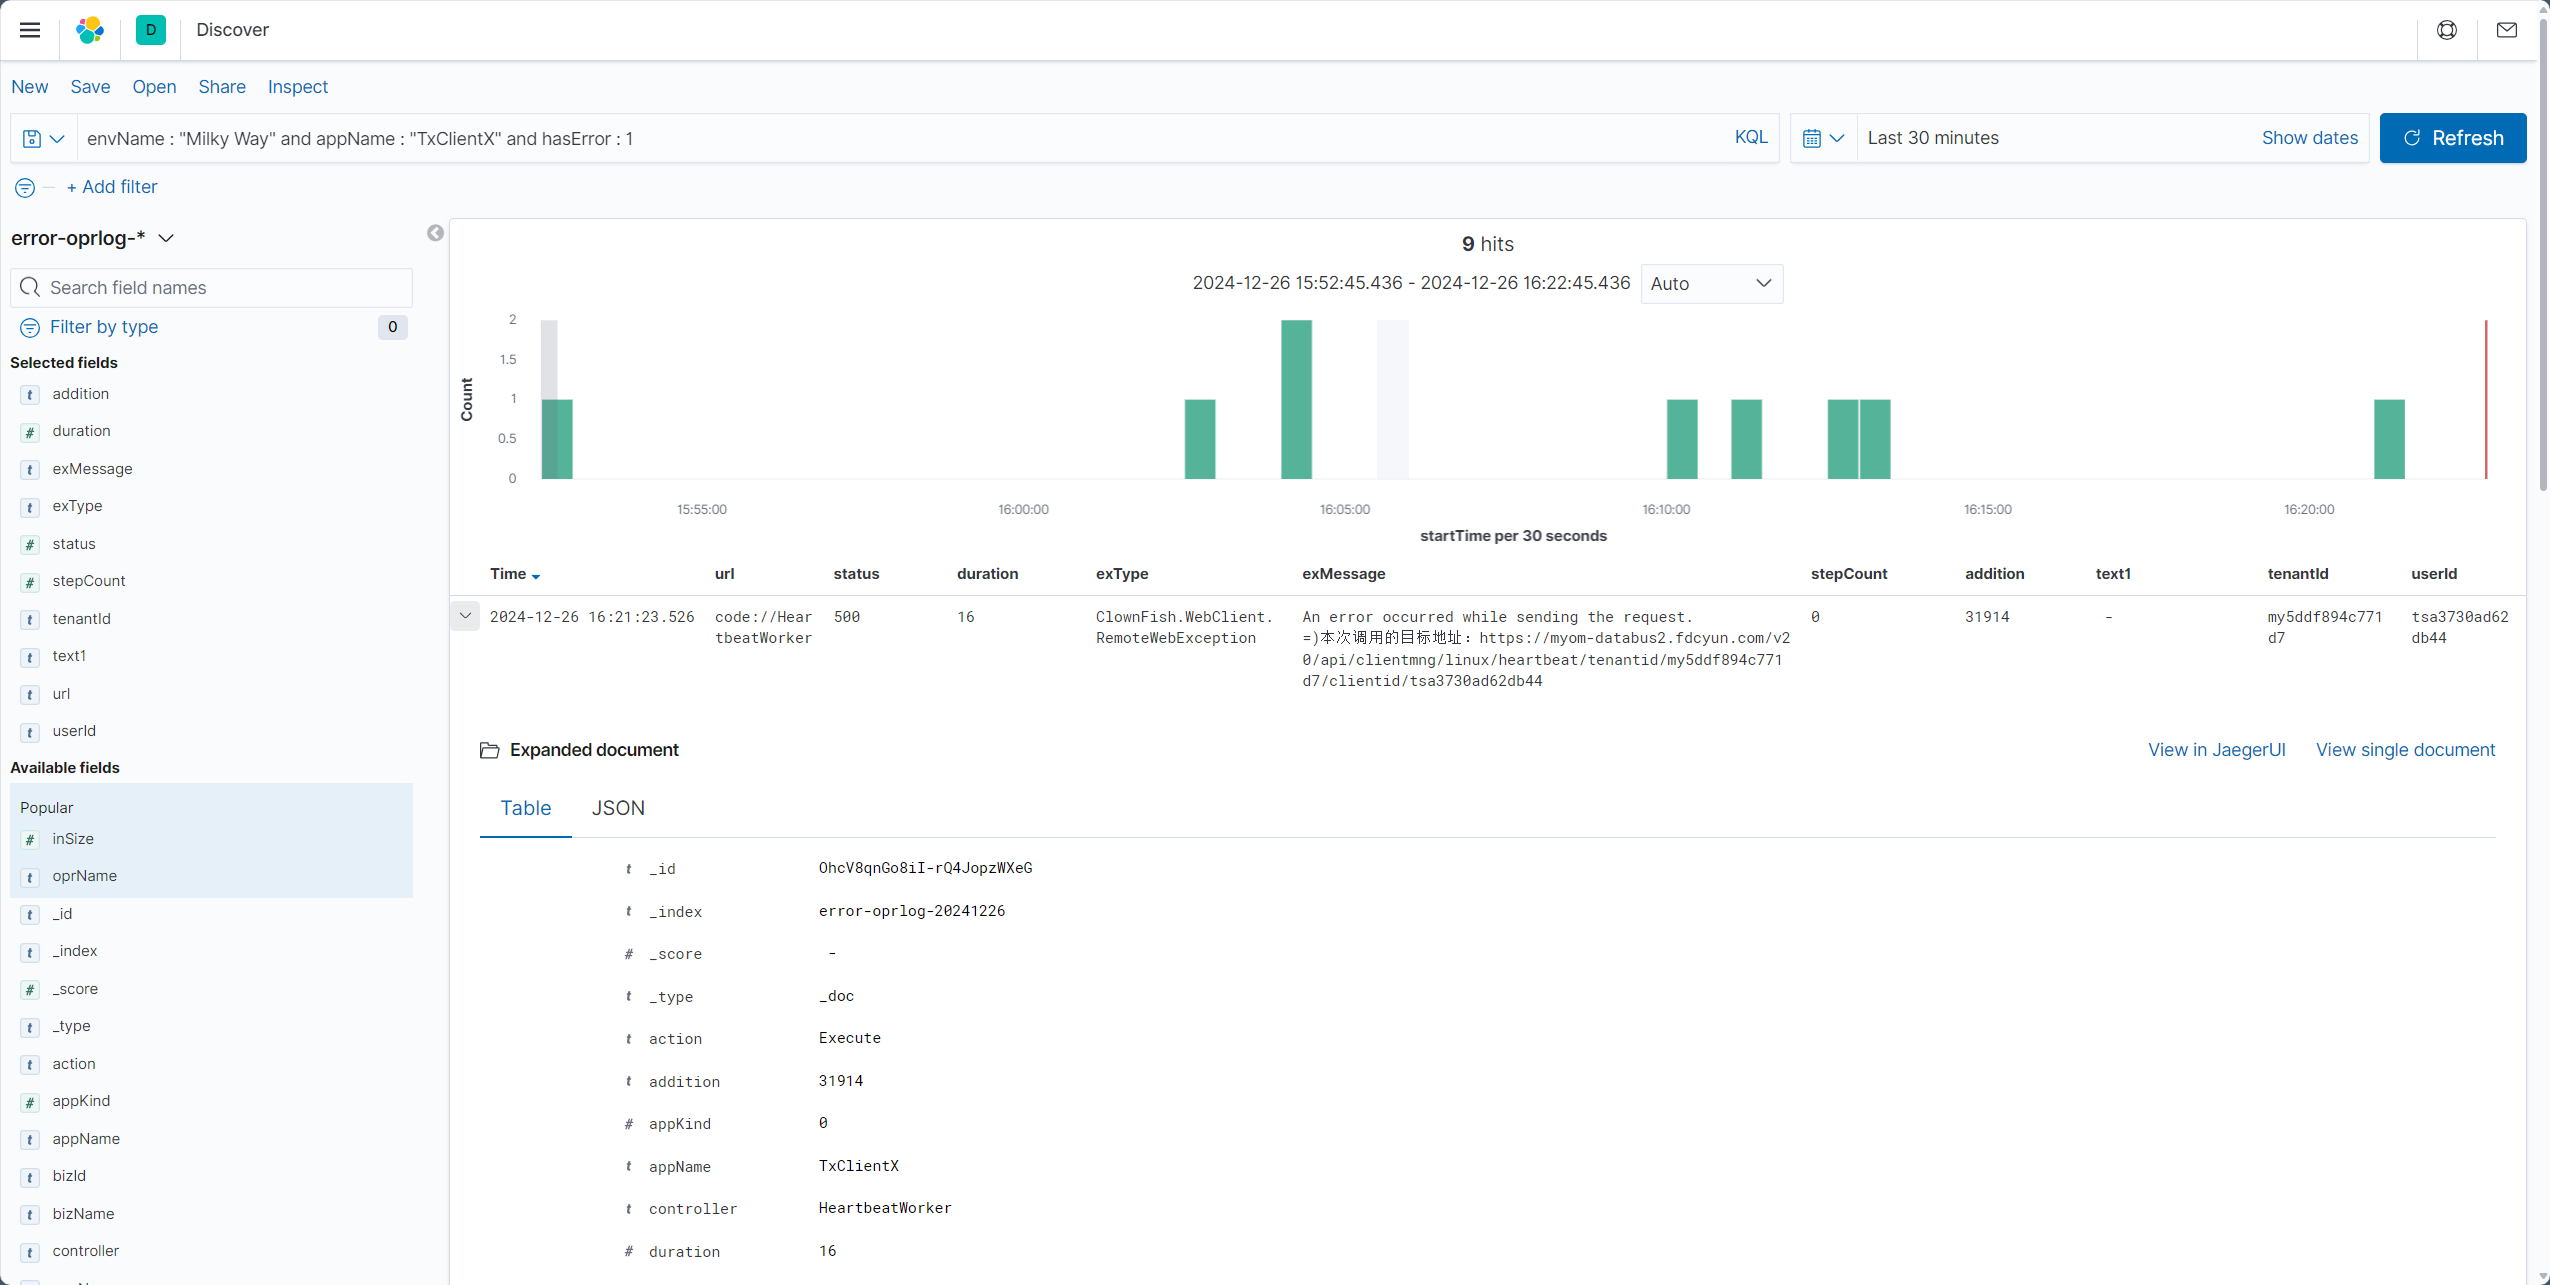 D
Discover
New Save Open Share Inspect
envName : "Milky Way" and appName : "TxClientX" and hasError : 1
KQL
Last 30 minutes
Show dates
Refresh
+ Add filter
error-oprlog-*
Search field names
Filter by type
0
Selected fields
t addition
# duration
t exMessage
t exType
# status
# stepCount
t tenantId
t text1
t url
t userId
Available fields
Popular
# inSize
t oprName
t _id
t _index
# _score
t _type
t action
# appKind
t appName
t bizId
t bizName
t controller
9 hits
2024-12-26 15:52:45.436 - 2024-12-26 16:22:45.436
Auto
Count
2
1.5
1
0.5
0
15:55:00 16:00:00 16:05:00 16:10:00 16:15:00 16:20:00
startTime per 30 seconds
Time url status duration exType exMessage stepCount addition text1 tenantId userId
2024-12-26 16:21:23.526 code://Hear 500 16 ClownFish.WebClient. An error occurred while sending the request. 0 31914 - my5ddf894c771 tsa3730ad62
tbeatWorker RemoteWebException =)本次调用的目标地址：https://myom-databus2.fdcyun.com/v2 d7 db44
0/api/clientmng/linux/heartbeat/tenantid/my5ddf894c771
d7/clientid/tsa3730ad62db44
Expanded document
View in JaegerUI
View single document
Table JSON
t _id OhcV8qnGo8iI-rQ4JopzWXeG
t _index error-oprlog-20241226
# _score -
t _type _doc
t action Execute
t addition 31914
# appKind 0
t appName TxClientX
t controller HeartbeatWorker
# duration 16